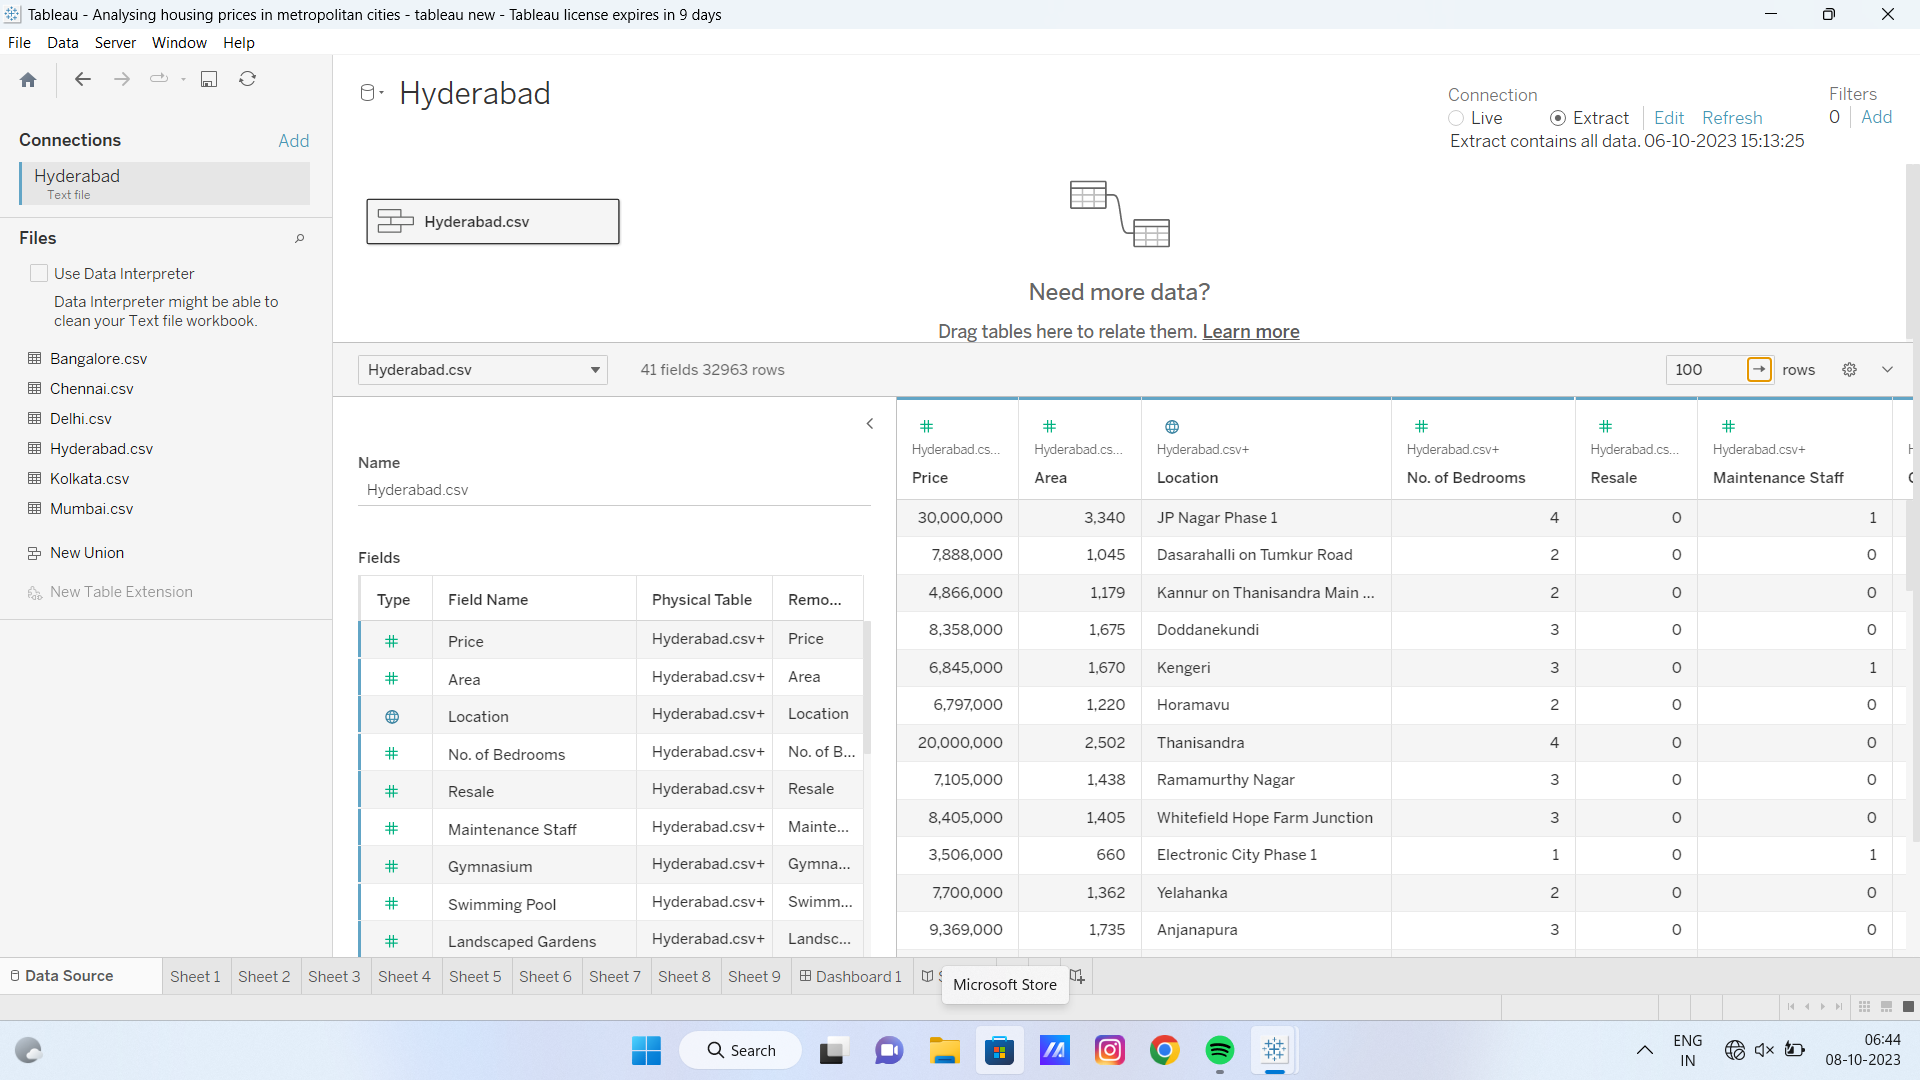 Tableau - Analysing housing prices in metropolitan cities - tableau new - Tableau license expires in 9 days
File Data Server Window Help
Connections Add
Hyderabad
Text file
Files
Use Data Interpreter
Data Interpreter might be able to
clean your Text file workbook.
Bangalore.csv
Chennai.csv
Delhi.csv
Hyderabad.csv
Kolkata.csv
Mumbai.csv
New Union
New Table Extension
Hyderabad
Connection
Live Extract Edit Refresh
Extract contains all data. 06-10-2023 15:13:25
Filters
0 Add
Hyderabad.csv
Need more data?
Drag tables here to relate them. Learn more
Hyderabad.csv 41 fields 32963 rows 100 rows
Name
Hyderabad.csv
Fields
Type Field Name Physical Table Remo...
Price Hyderabad.csv+ Price
Area Hyderabad.csv+ Area
Location Hyderabad.csv+ Location
No. of Bedrooms Hyderabad.csv+ No. of B...
Resale Hyderabad.csv+ Resale
Maintenance Staff Hyderabad.csv+ Mainte...
Gymnasium Hyderabad.csv+ Gymna...
Swimming Pool Hyderabad.csv+ Swimm...
Landscaped Gardens Hyderabad.csv+ Landsc...
Hyderabad.cs... Hyderabad.cs... Hyderabad.csv+ Hyderabad.csv+ Hyderabad.cs... Hyderabad.csv+
Price Area Location No. of Bedrooms Resale Maintenance Staff
30,000,000 3,340 JP Nagar Phase 1 4 0 1
7,888,000 1,045 Dasarahalli on Tumkur Road 2 0 0
4,866,000 1,179 Kannur on Thanisandra Main ... 2 0 0
8,358,000 1,675 Doddanekundi 3 0 0
6,845,000 1,670 Kengeri 3 0 1
6,797,000 1,220 Horamavu 2 0 0
20,000,000 2,502 Thanisandra 4 0 0
7,105,000 1,438 Ramamurthy Nagar 3 0 0
8,405,000 1,405 Whitefield Hope Farm Junction 3 0 0
3,506,000 660 Electronic City Phase 1 1 0 1
7,700,000 1,362 Yelahanka 2 0 0
9,369,000 1,735 Anjanapura 3 0 0
Data Source Sheet 1 Sheet 2 Sheet 3 Sheet 4 Sheet 5 Sheet 6 Sheet 7 Sheet 8 Sheet 9 Dashboard 1
Microsoft Store
Search
ENG
IN
06:44
08-10-2023